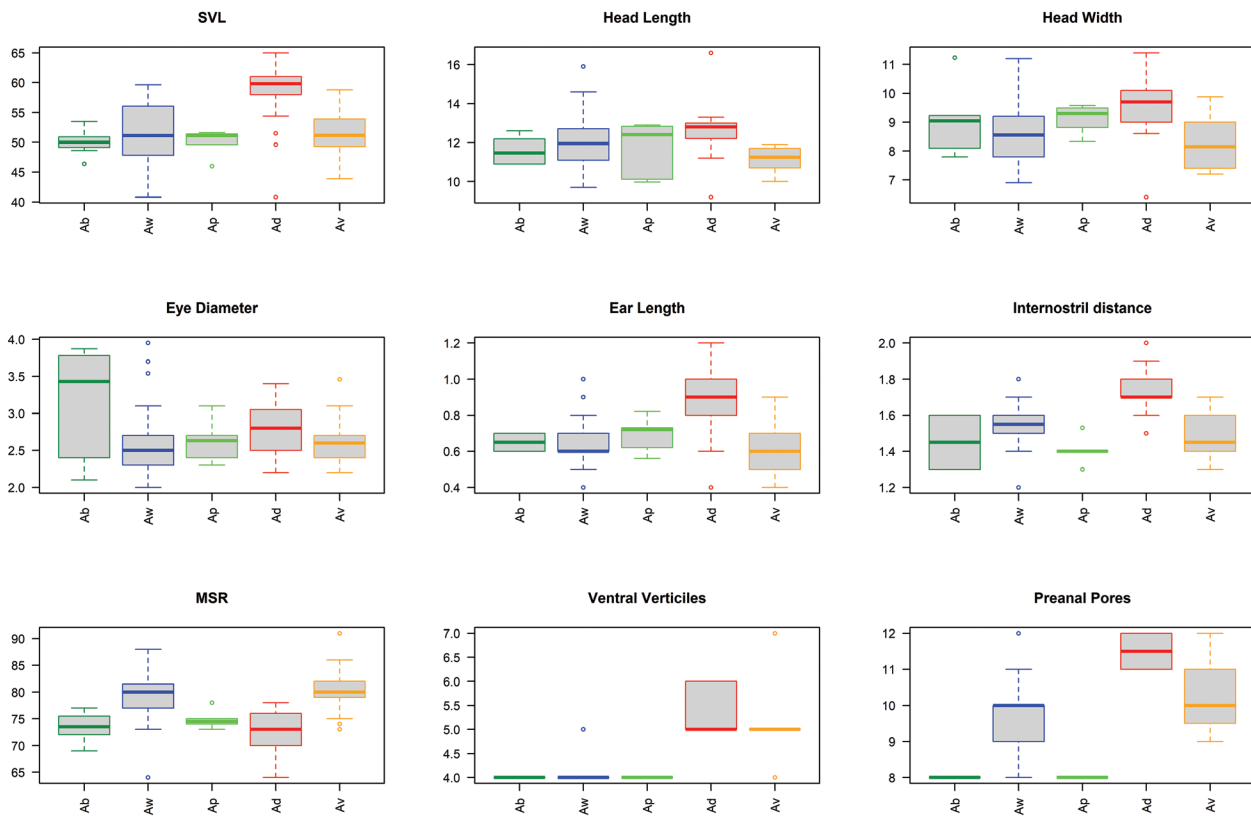 SVL
Head Length
Head Width
65
60
55
50
45
40
Ab
Aw
Ap
Ad
Av
16
14
12
10
Ab
Aw
Ap
Ad
Av
11
10
9
8
7
Ab
Aw
Ap
Ad
Av
Eye Diameter
Ear Length
Internostril distance
4.0
3.5
3.0
2.5
2.0
Ab
Aw
Ap
Ad
Av
1.2
1.0
0.8
0.6
0.4
Ab
Aw
Ap
Ad
Av
2.0
1.8
1.6
1.4
1.2
Ab
Aw
Ap
Ad
Av
MSR
Ventral Verticiles
Preanal Pores
90
85
80
75
70
65
Ab
Aw
Ap
Ad
Av
7.0
6.5
6.0
5.5
5.0
4.5
4.0
Ab
Aw
Ap
Ad
Av
12
11
10
9
8
Ab
Aw
Ap
Ad
Av